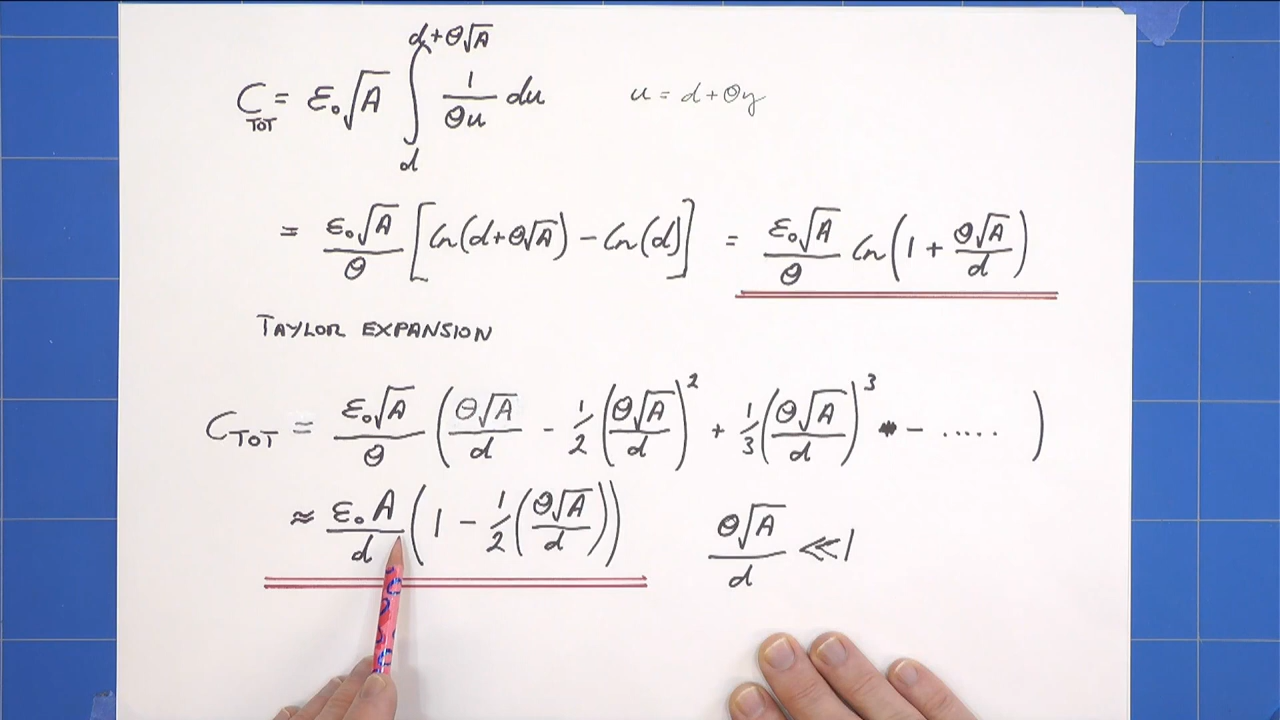 C_TOT = ε₀√A ∫_d^{d+θ√A} 1/(θu) du    u = d+θy
= ε₀√A/θ [ln(d+θ√A) − ln(d)] = ε₀√A/θ ln(1 + θ√A/d)
TAYLOR EXPANSION
C_TOT = ε₀√A/θ (θ√A/d − 1/2 (θ√A/d)² + 1/3 (θ√A/d)³ − ..... )
≈ ε₀A/d (1 − 1/2 (θ√A/d))    θ√A/d ≪ 1